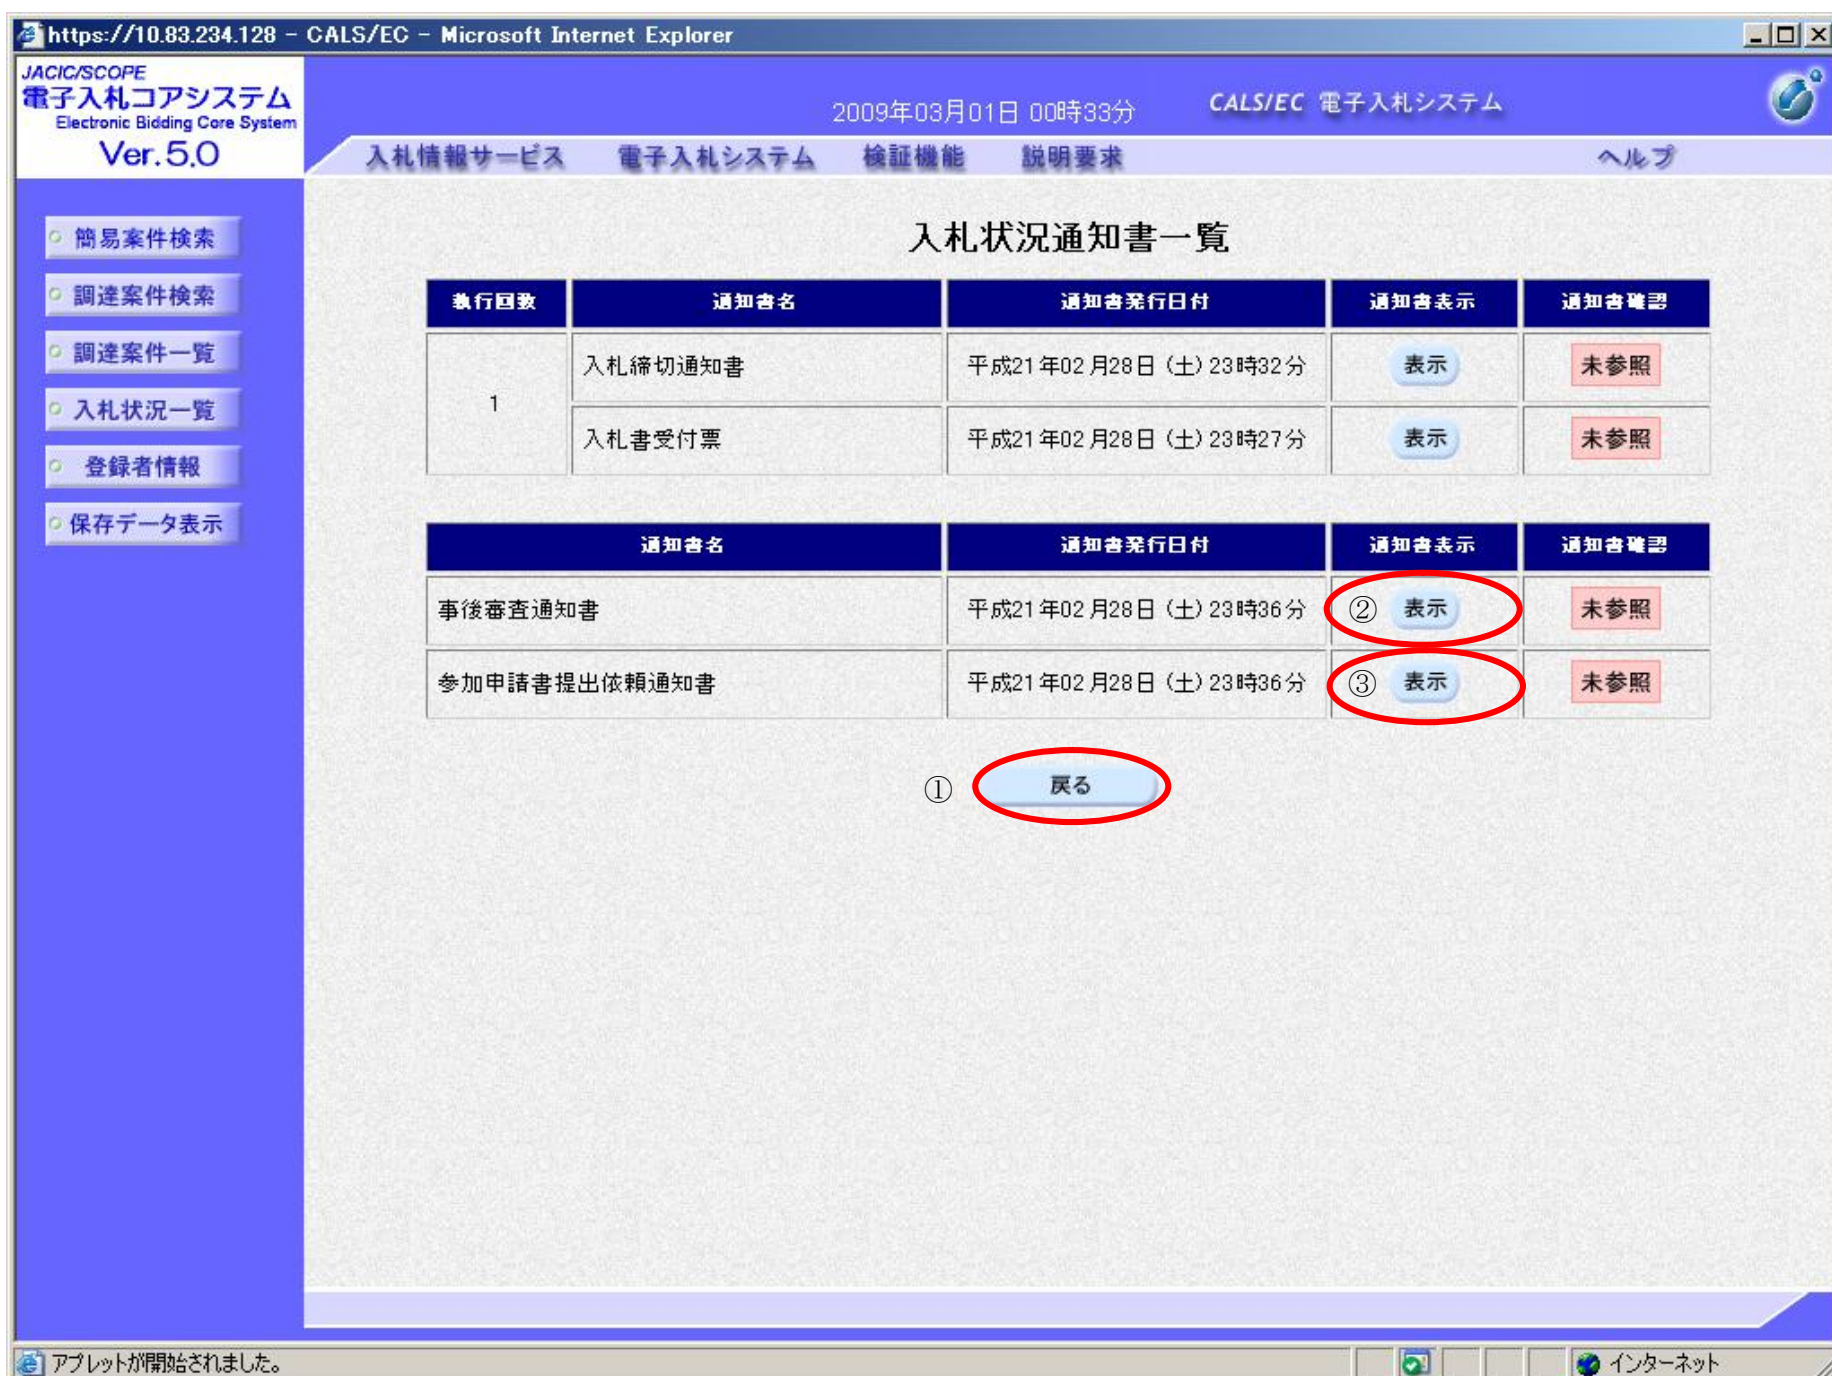 https://10.83.234.128 - CALS/EC - Microsoft Internet Explorer
JACIC/SCOPE
電子入札コアシステム
Electronic Bidding Core System
Ver.5.0
2009年03月01日 00時33分
CALS/EC 電子入札システム
入札情報サービス 電子入札システム 検証機能 説明要求 ヘルプ
簡易案件検索
調達案件検索
調達案件一覧
入札状況一覧
登録者情報
保存データ表示
入札状況通知書一覧
執行回数 通知書名 通知書発行日付 通知書表示 通知書確認
1 入札締切通知書 平成21年02月28日（土）23時32分 表示 未参照
入札書受付票 平成21年02月28日（土）23時27分 表示 未参照
通知書名 通知書発行日付 通知書表示 通知書確認
事後審査通知書 平成21年02月28日（土）23時36分 ② 表示 未参照
参加申請書提出依頼通知書 平成21年02月28日（土）23時36分 ③ 表示 未参照
① 戻る
アプレットが開始されました。 インターネット